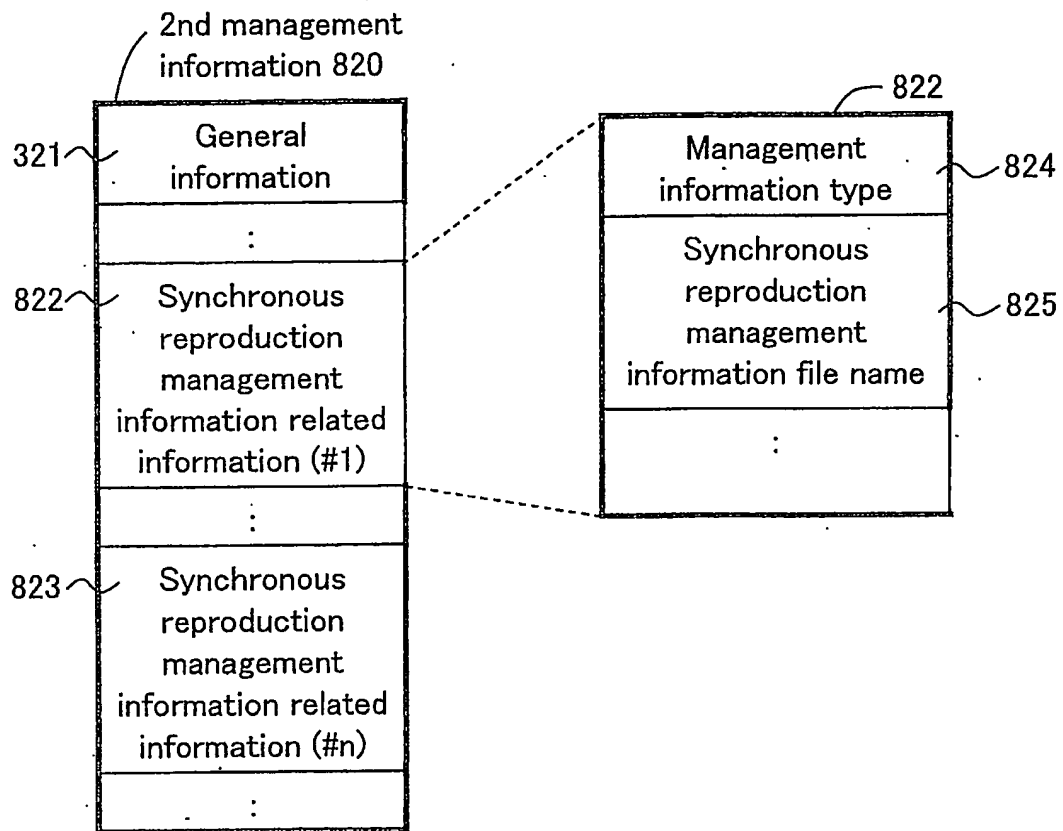 2nd management
information 820
321
General
information
:
822
Synchronous
reproduction
management
information related
information (#1)
:
823
Synchronous
reproduction
management
information related
information (#n)
:
822
Management
information type
824
Synchronous
reproduction
management
information file name
825
: